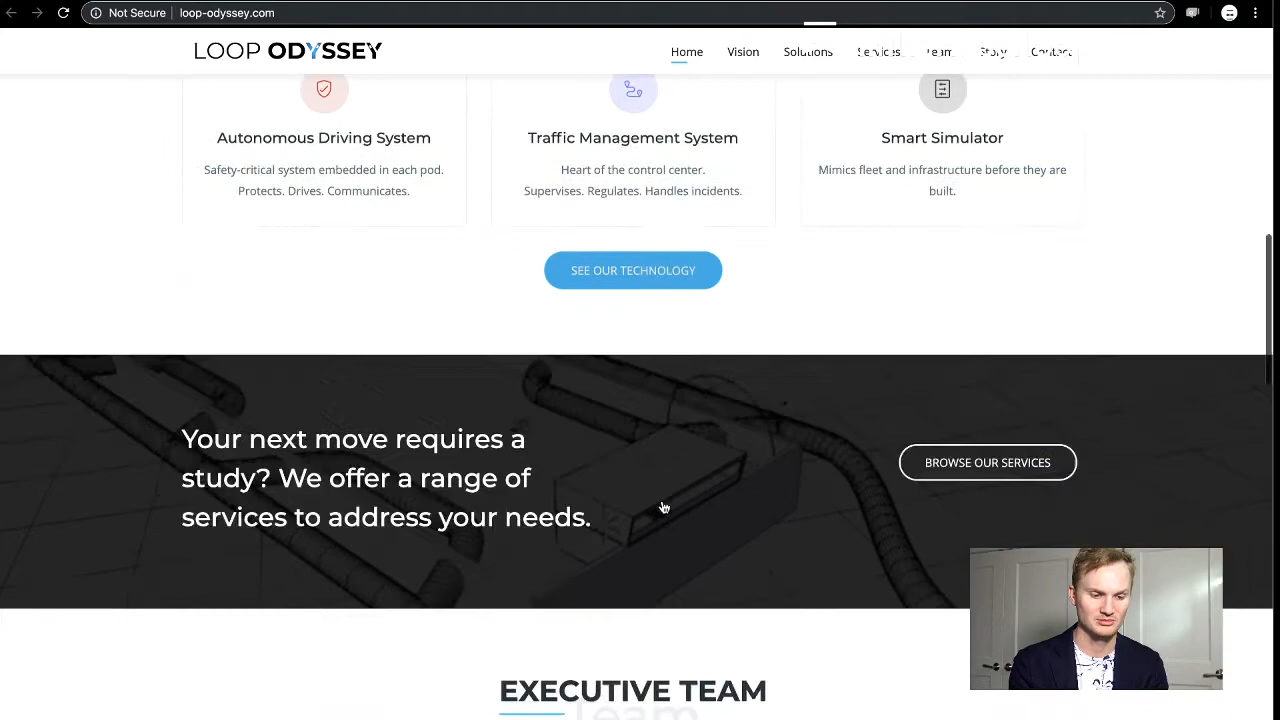 Not Secure
loop-odyssey.com
LOOP ODYSSEY
Home Vision Solutions Services Team Story Contact
Autonomous Driving System
Safety-critical system embedded in each pod.
Protects. Drives. Communicates.
Traffic Management System
Heart of the control center.
Supervises. Regulates. Handles incidents.
Smart Simulator
Mimics fleet and infrastructure before they are
built.
SEE OUR TECHNOLOGY
Your next move requires a
study? We offer a range of
services to address your needs.
BROWSE OUR SERVICES
EXECUTIVE TEAM
Team